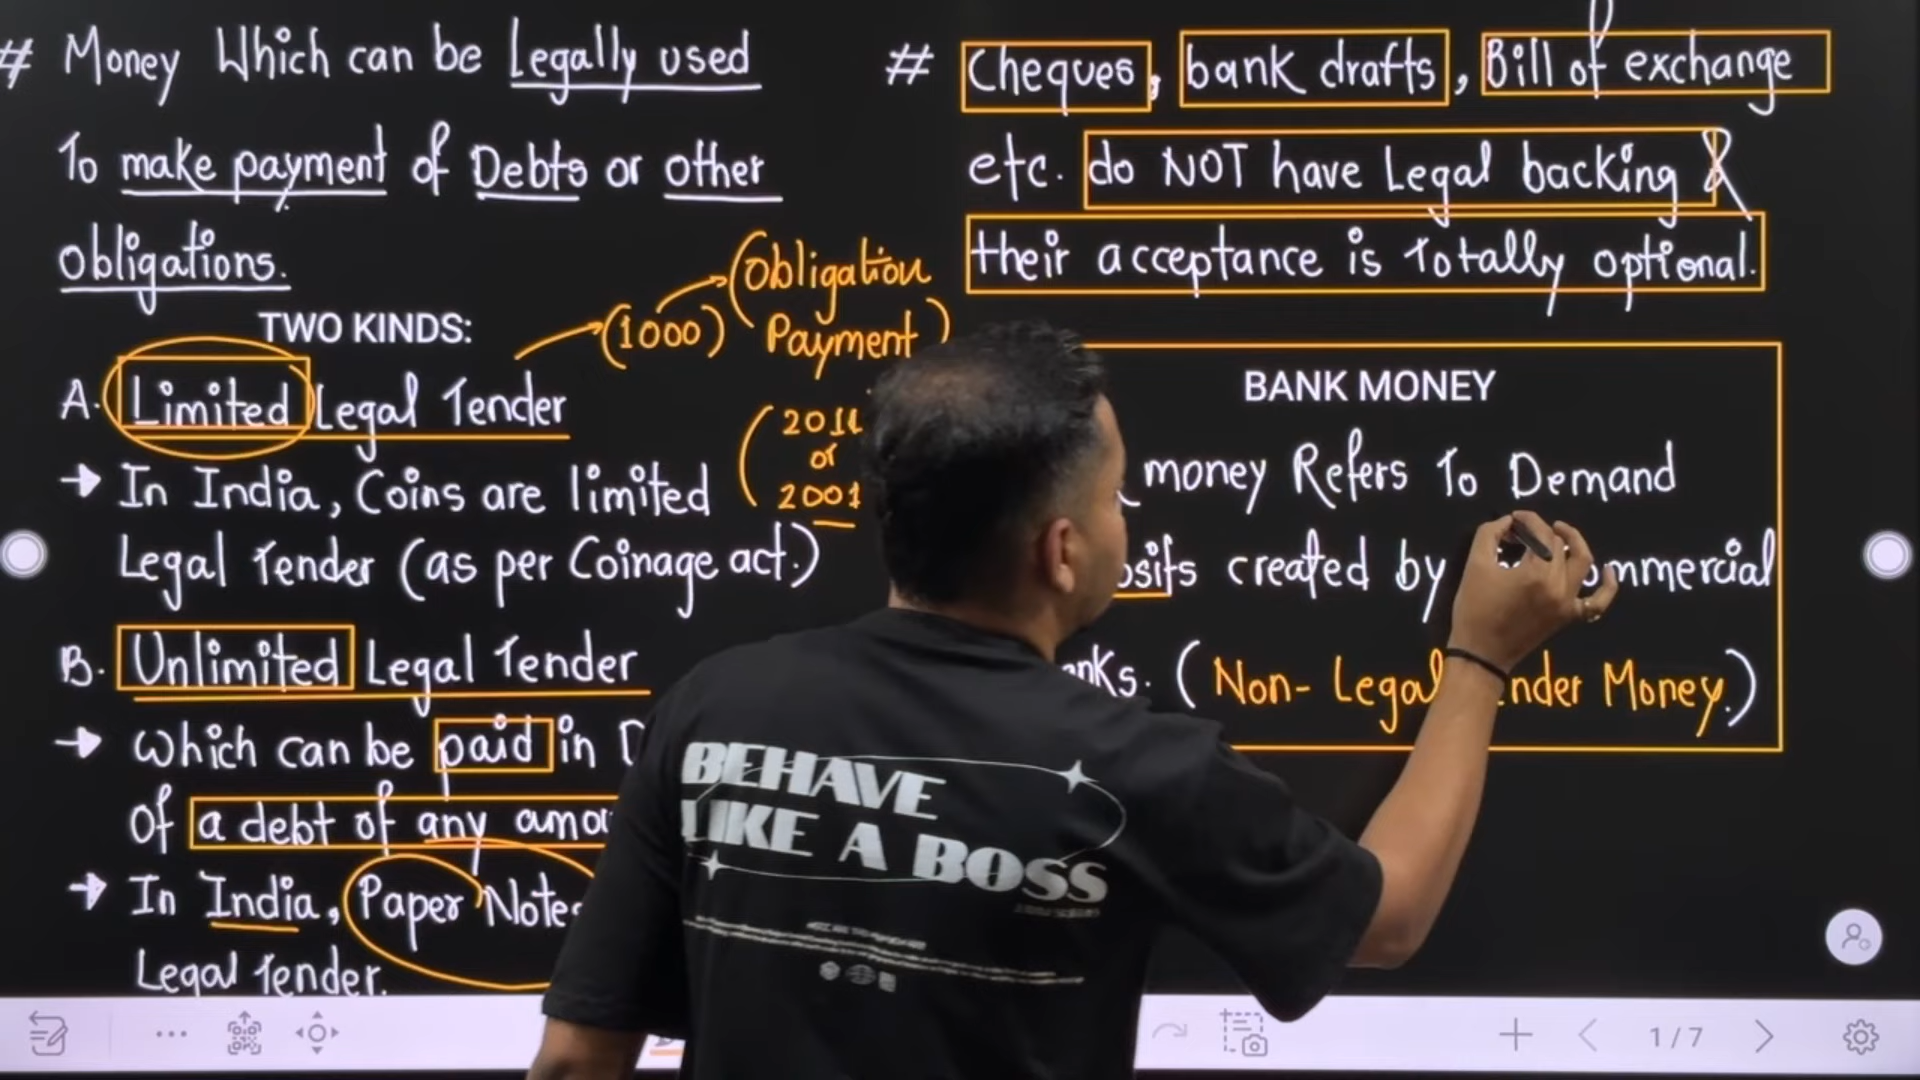 # Money Which can be Legally used
To make payment of Debts or other
obligations.
TWO KINDS:
(1000)
(Obligation
Payment)
A. Limited Legal Tender
→ In India, Coins are limited
Legal Tender (as per Coinage act.)
(2011
or
2001
B. Unlimited Legal Tender
→ Which can be paid in
of a debt of any
→ In India, Paper
Legal Tender.
# Cheques, bank drafts, Bill of exchange
etc. do NOT have Legal backing &
their acceptance is Totally optional.
BANK MONEY
money Refers To Demand
created by
(Non-Legal Money.)
BEHAVE
LIKE A BOSS
1/7